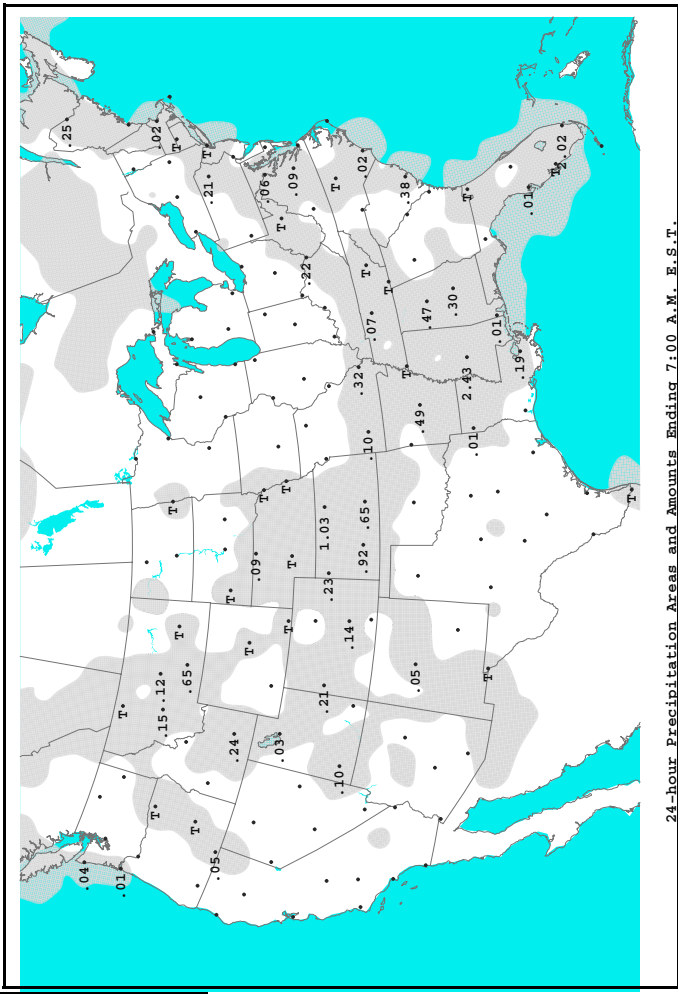 .25
.04
.01
T
T
.02
.12
.15
T
T
T
.65
T
T
.21
.05
T
.24
T
.09
T
.06
.03
T
T
T
T
.09
.22
.21
1.03
.23
T
.10
.14
.32
.02
.92
.65
T
.10
.07
T
.38
T
.05
.49
.47
.30
2.43
T
.01
T
.01
.19
.01
T
2.02
T
24-hour Precipitation Areas and Amounts Ending 7:00 A.M. E.S.T.